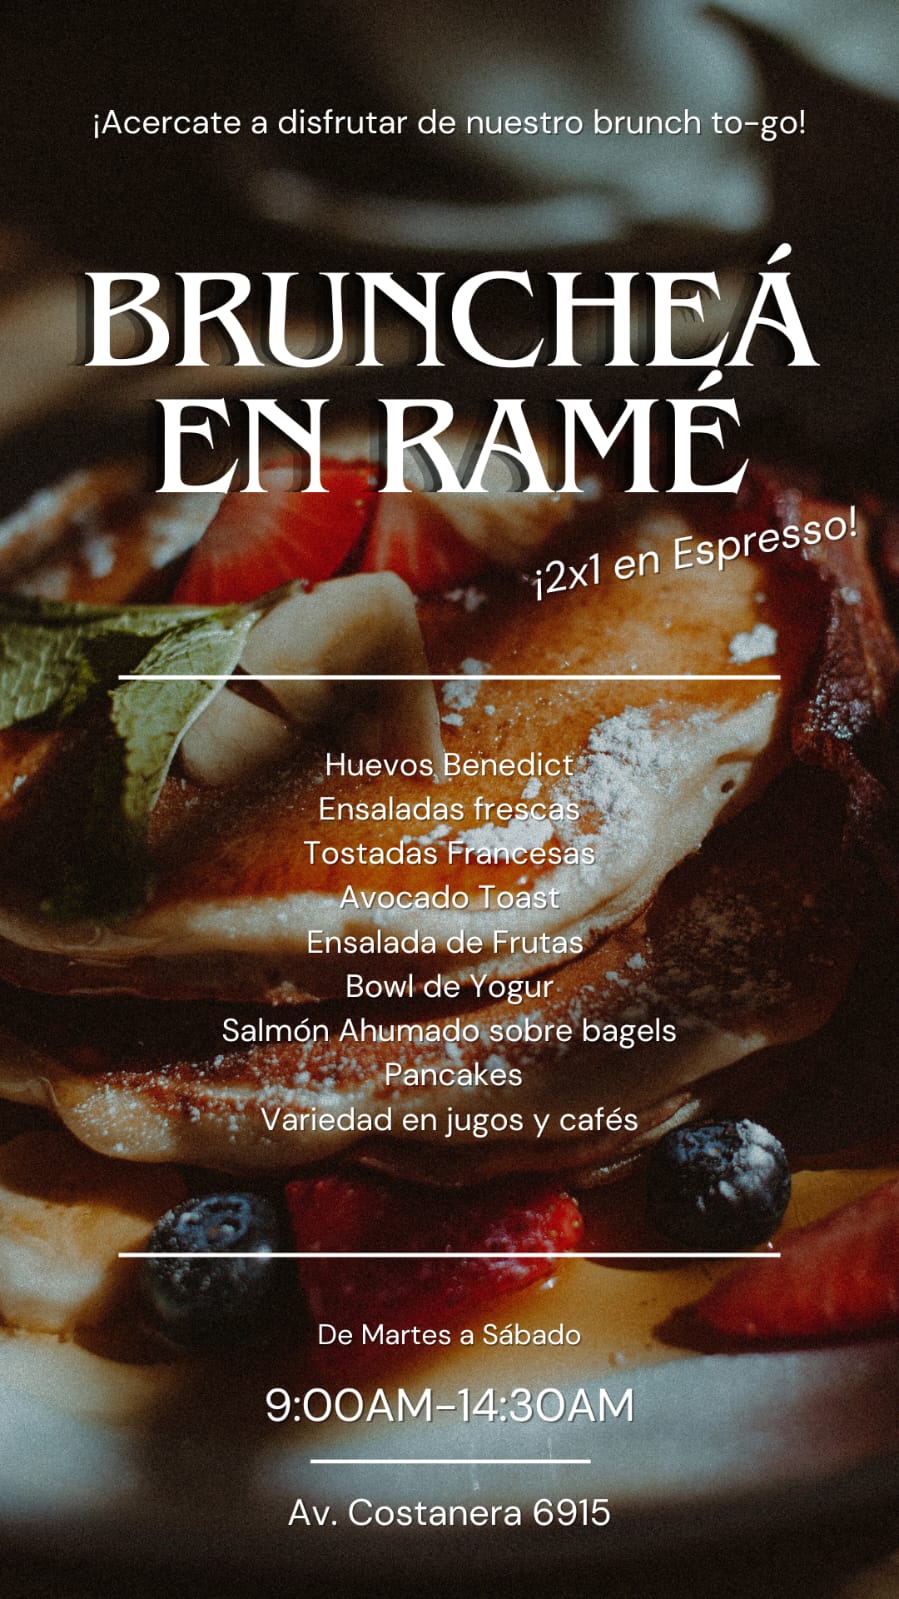 ¡Acercate a disfrutar de nuestro brunch to-go!
BRUNCHEÁ
EN RAMÉ
¡2x1 en Espresso!
Huevos Benedict
Ensaladas frescas
Tostadas Francesas
Avocado Toast
Ensalada de Frutas
Bowl de Yogur
Salmón Ahumado sobre bagels
Pancakes
Variedad en jugos y cafés
De Martes a Sábado
9:00AM-14:30AM
Av. Costanera 6915